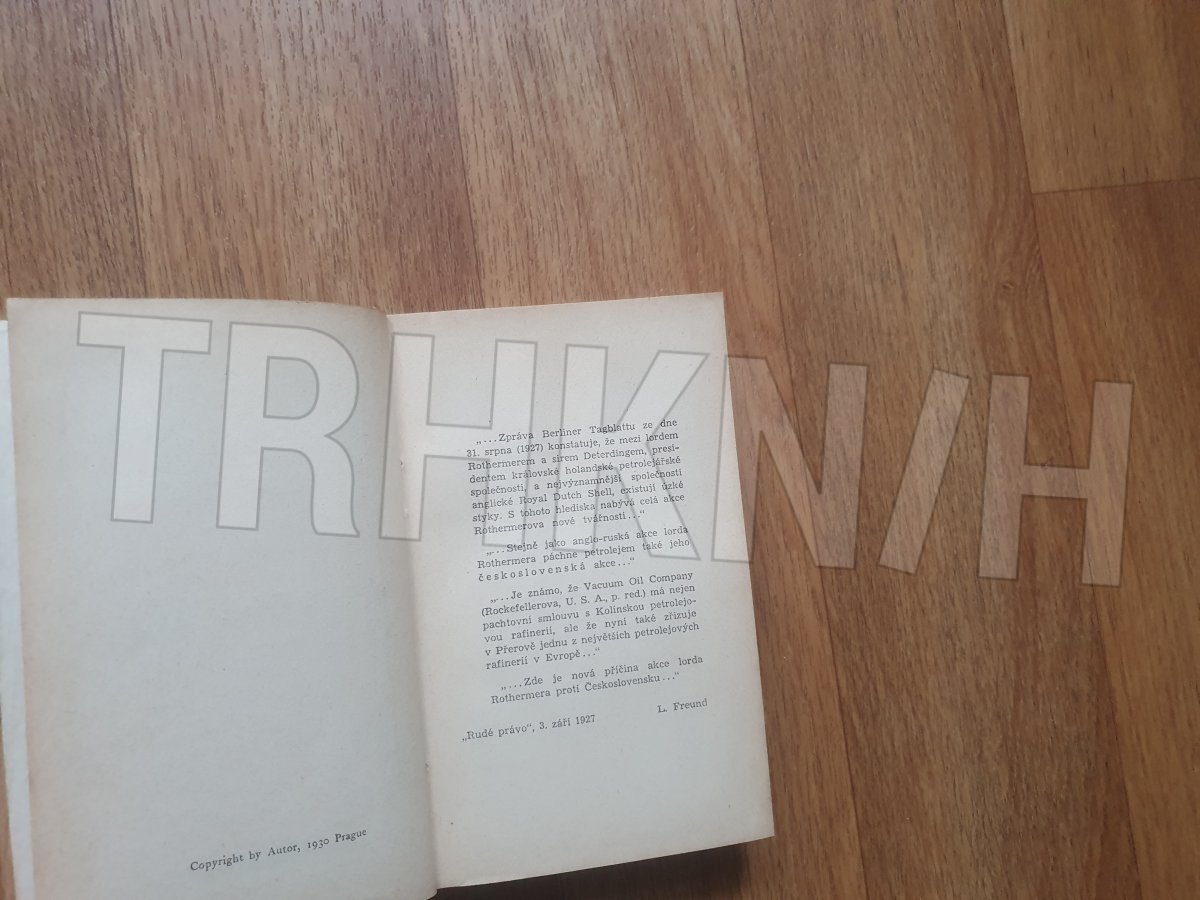 Copyright by Autor, 1930 Prague
„...Zpráva Berliner Tagblattu ze dne
31. srpna (1927) konstatuje, že mezi lordem
Rothermerem a sirem Deterdingem, presi-
dentem královské holandské petrolejářské
společnosti, a nejvýznamnější společnosti
anglické Royal Dutch Shell, existují úzké
styky. S tohoto hlediska nabývá celá akce
Rothermerova nové tvářnosti...“
„...Stejně jako anglo-ruská akce lorda
Rothermera páchne petrolejem také jeho
československá akce...“
„...Je známo, že Vacuum Oil Company
(Rockefellerova, U. S. A., p. red.) má nejen
pachtovní smlouvu s Kolínskou petrolejo-
vou rafinerií, ale že nyní také zřizuje
v Přerově jednu z největších petrolejových
rafinerií v Evropě...“
„...Zde je nová příčina akce lorda
Rothermera proti Československu...“
L. Freund
„Rudé právo“, 3. září 1927
TRHKN/H